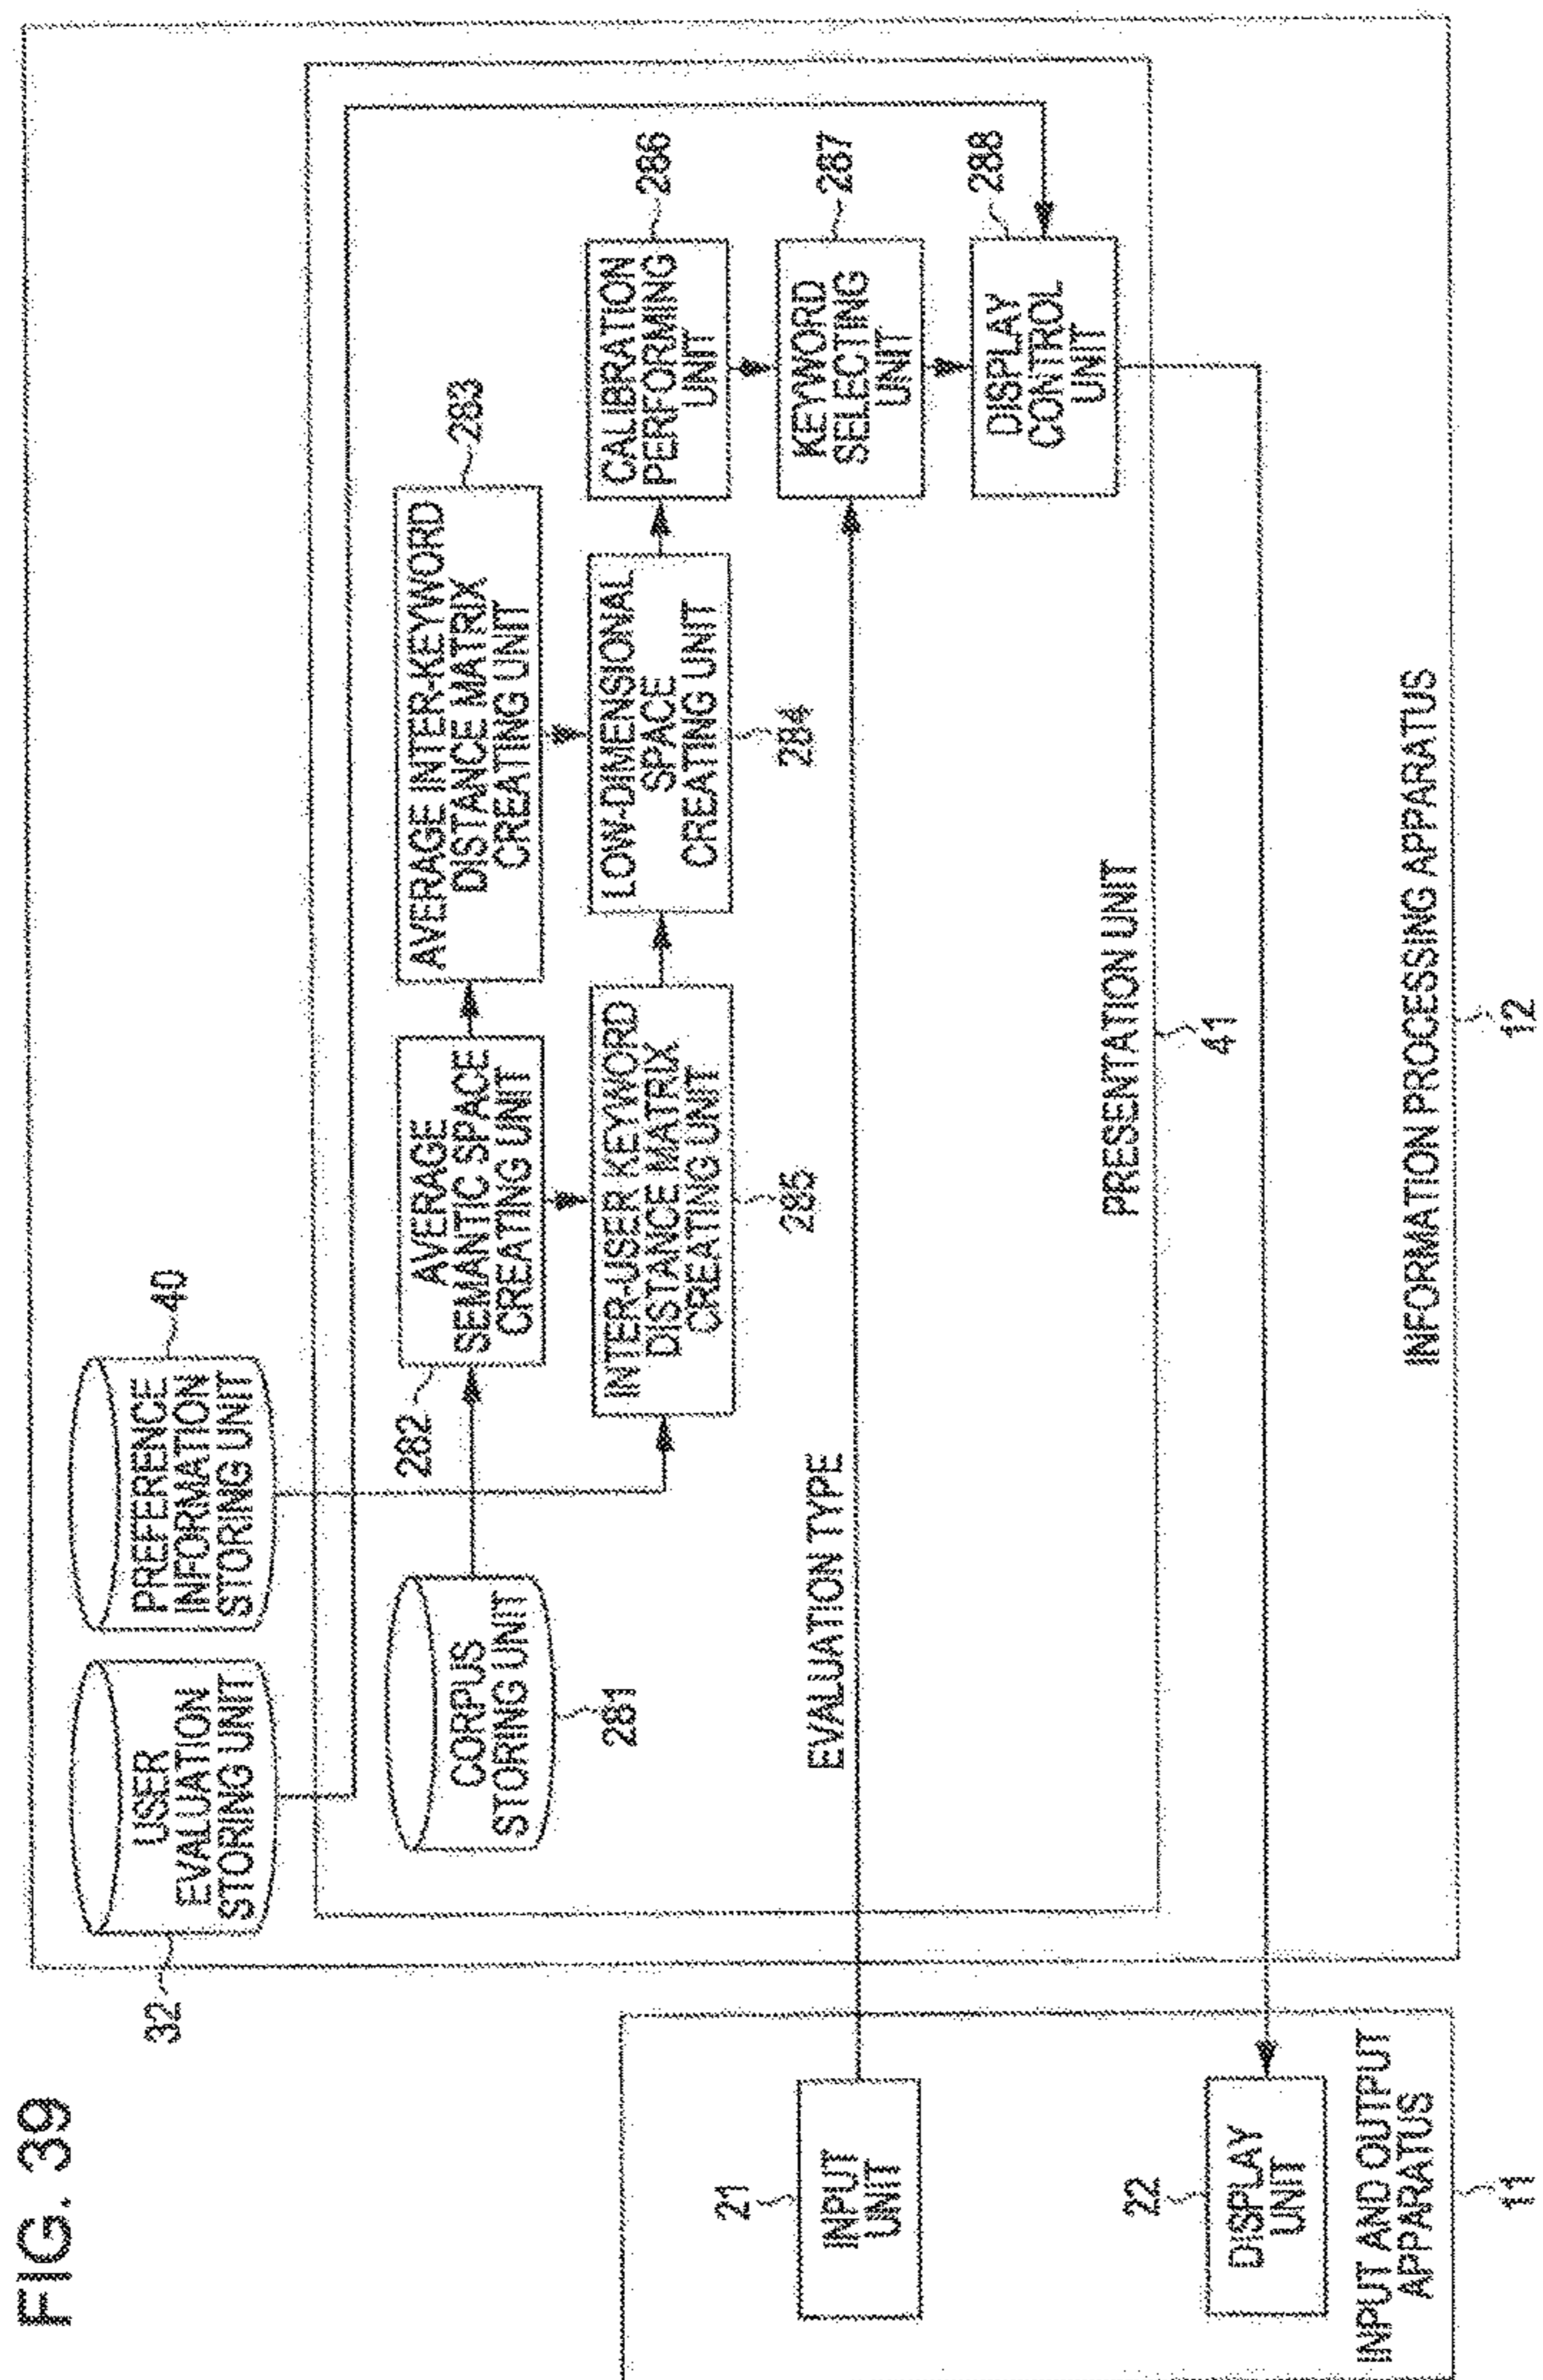 FIG. 39
32
USER
EVALUATION
STORING UNIT
40
PREFERENCE
INFORMATION
STORING UNIT
CORPUS
STORING UNIT
281
282
AVERAGE
SEMANTIC SPACE
CREATING UNIT
283
AVERAGE INTER-KEYWORD
DISTANCE MATRIX
CREATING UNIT
INTER-USER KEYWORD
DISTANCE MATRIX
CREATING UNIT
285
LOW-DIMENSIONAL
SPACE
CREATING UNIT
284
CALIBRATION
PERFORMING
UNIT
286
21
INPUT
UNIT
EVALUATION TYPE
KEYWORD
SELECTING
UNIT
287
DISPLAY
CONTROL
UNIT
288
PRESENTATION UNIT
41
22
DISPLAY
UNIT
INPUT AND OUTPUT
APPARATUS
11
INFORMATION PROCESSING APPARATUS
12